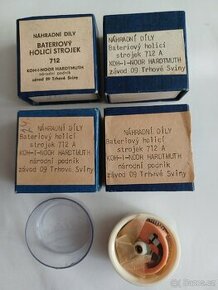 NÁHRADNÍ DÍLY
BATERIOVÝ
HOLICÍ STROJEK
712
KOH-I-NOOR HARDTMUTH
národní podnik
závod 09 Trhové Sviny
NÁHRADNÍ DÍLY
Bateriový holicí
strojek 712 A
KOH-I-NOOR HARDTMUTH
národní podnik
závod 09 Trhové Sviny
NÁHRADNÍ DÍLY
Bateriový holicí
strojek 712 A
KOH-I-NOOR HARDTMUTH
národní podnik
závod 09 Trhové Sviny
NÁHRADNÍ DÍLY
Bateriový holicí
strojek 712 A
KOH-I-NOOR HARDTMUTH
národní podnik
závod 09 Trhové Sviny